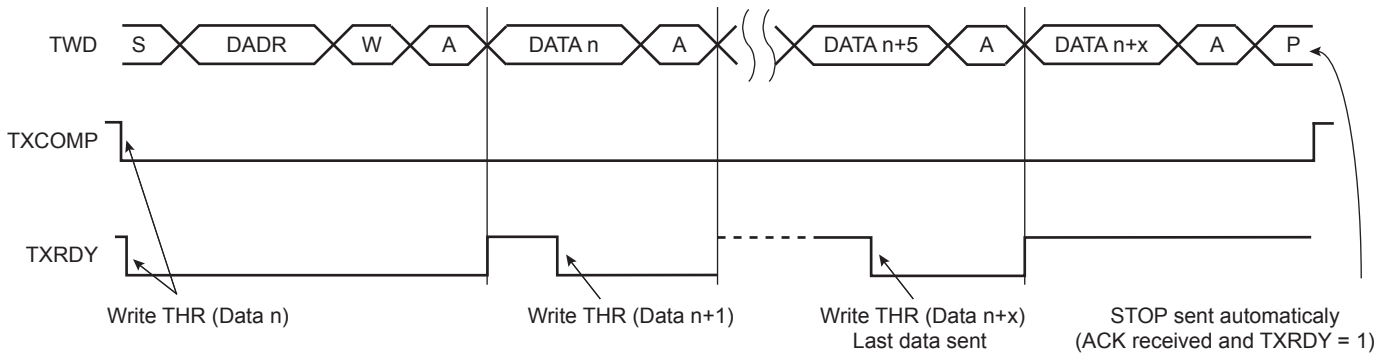 TWD S DADR W A DATA n A DATA n+5 A DATA n+x A P
TXCOMP
TXRDY
Write THR (Data n) Write THR (Data n+1) Write THR (Data n+x) STOP sent automaticaly
Last data sent (ACK received and TXRDY = 1)